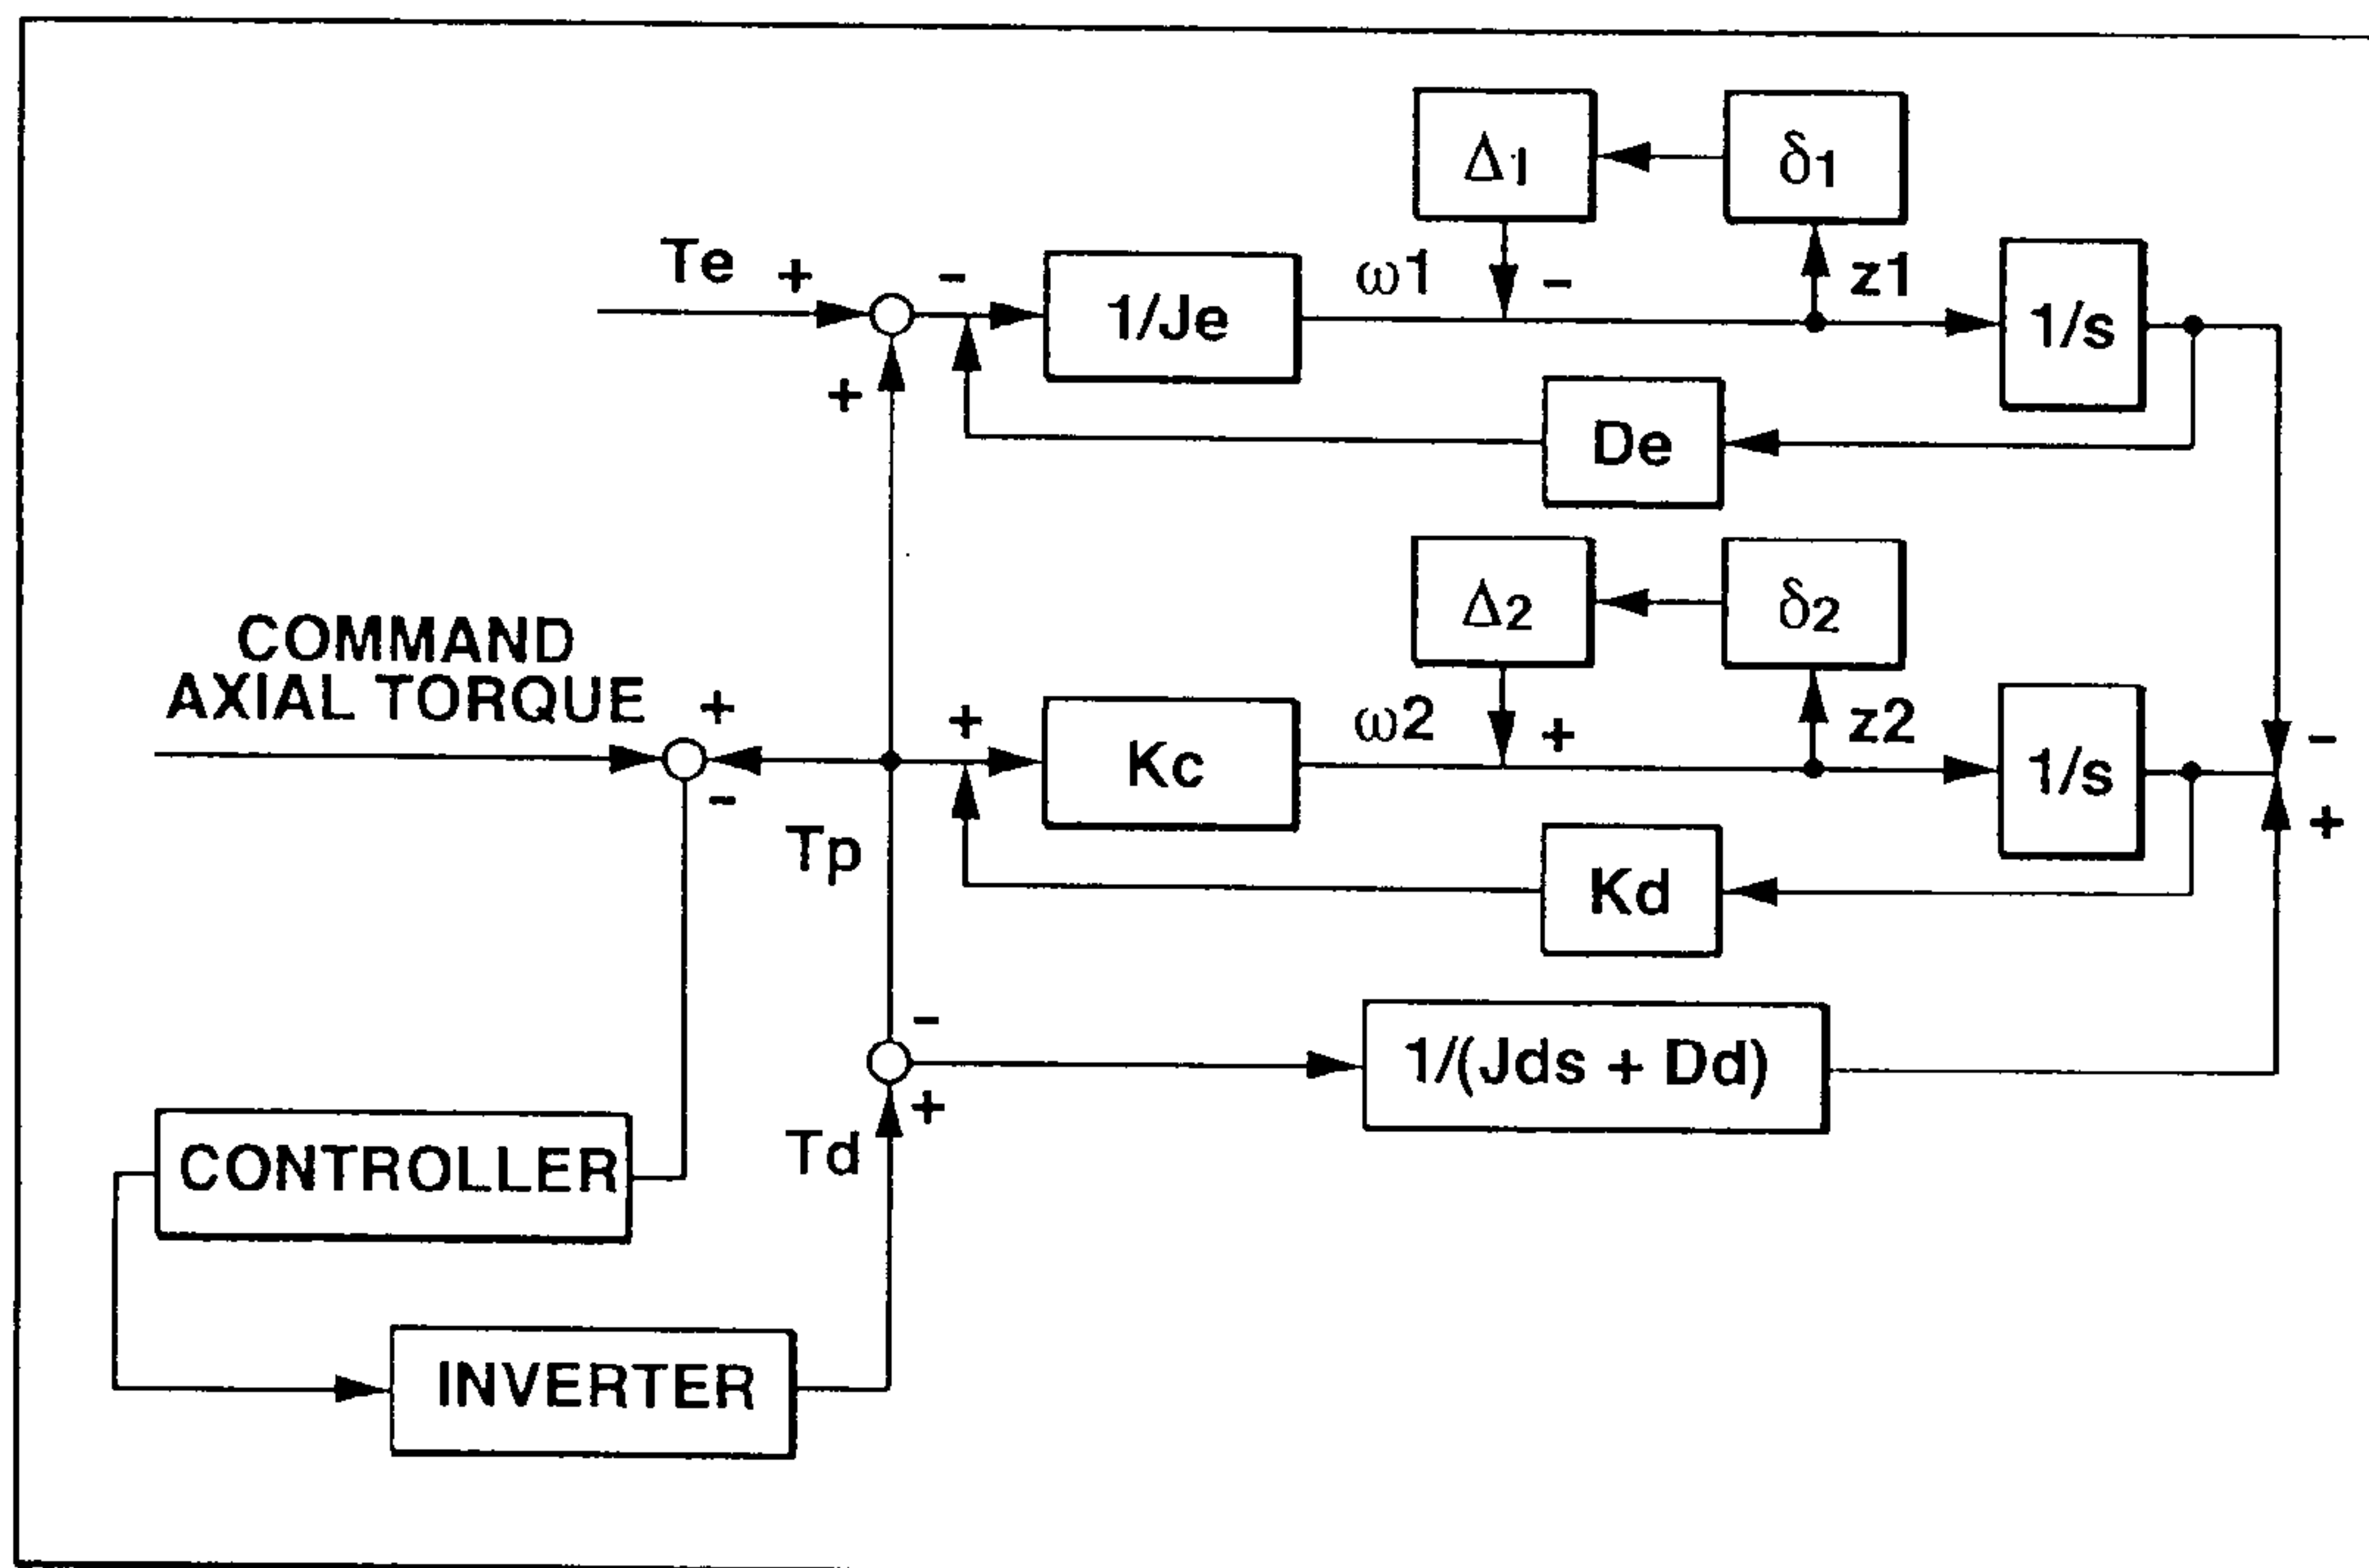 Δ1
δ1
Te
+
-
1/Je
ω1
-
z1
1/s
+
De
Δ2
δ2
COMMAND
AXIAL TORQUE
+
+
Kc
ω2
+
z2
1/s
-
-
Tp
+
Kd
-
1/(Jds + Dd)
+
Td
CONTROLLER
INVERTER